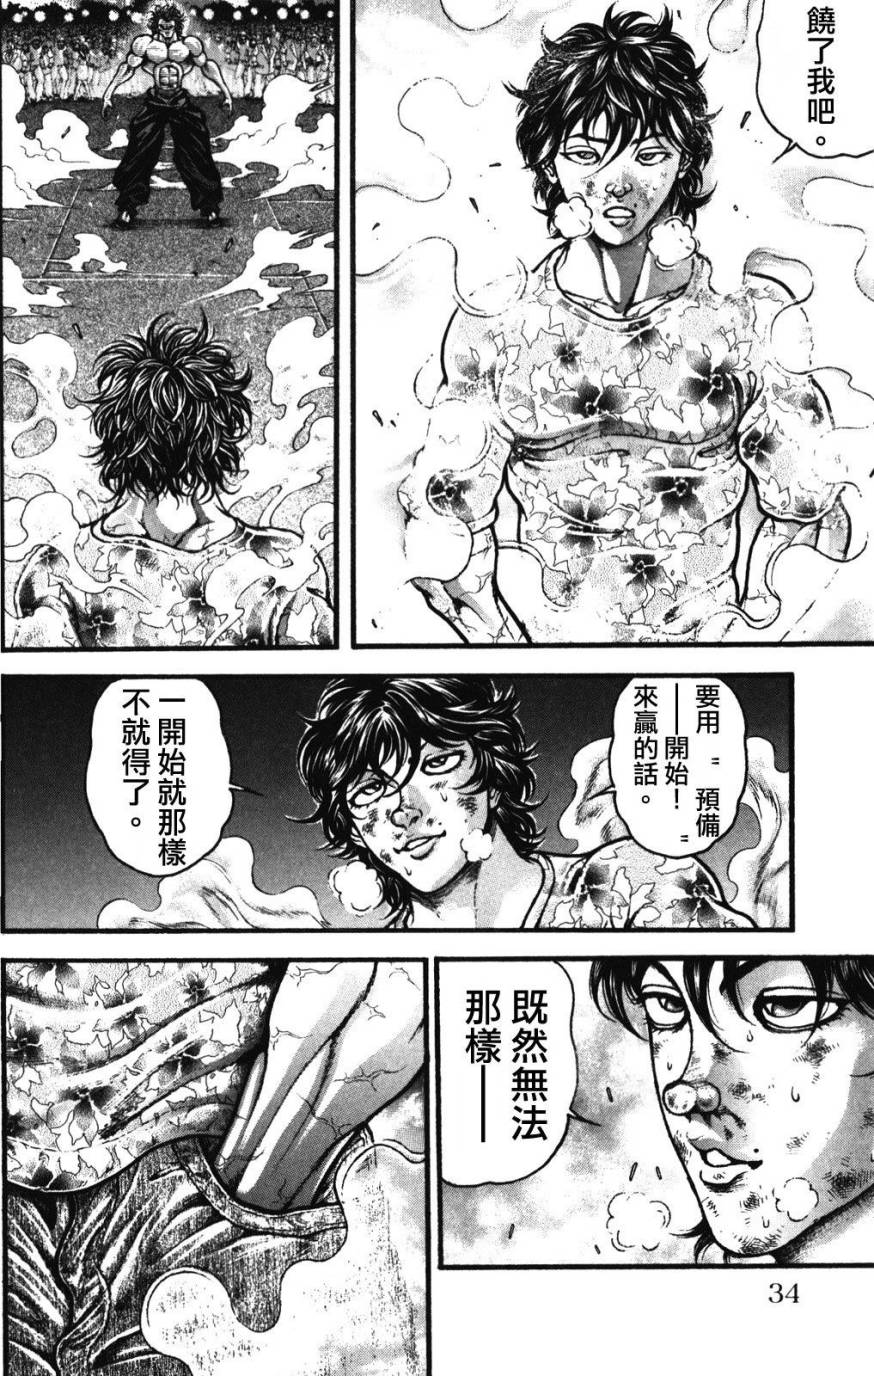 饒了我吧。
要用〝預備
——開始！〞
來贏的話。
一開始就那樣
不就得了。
既然無法
那樣——
34